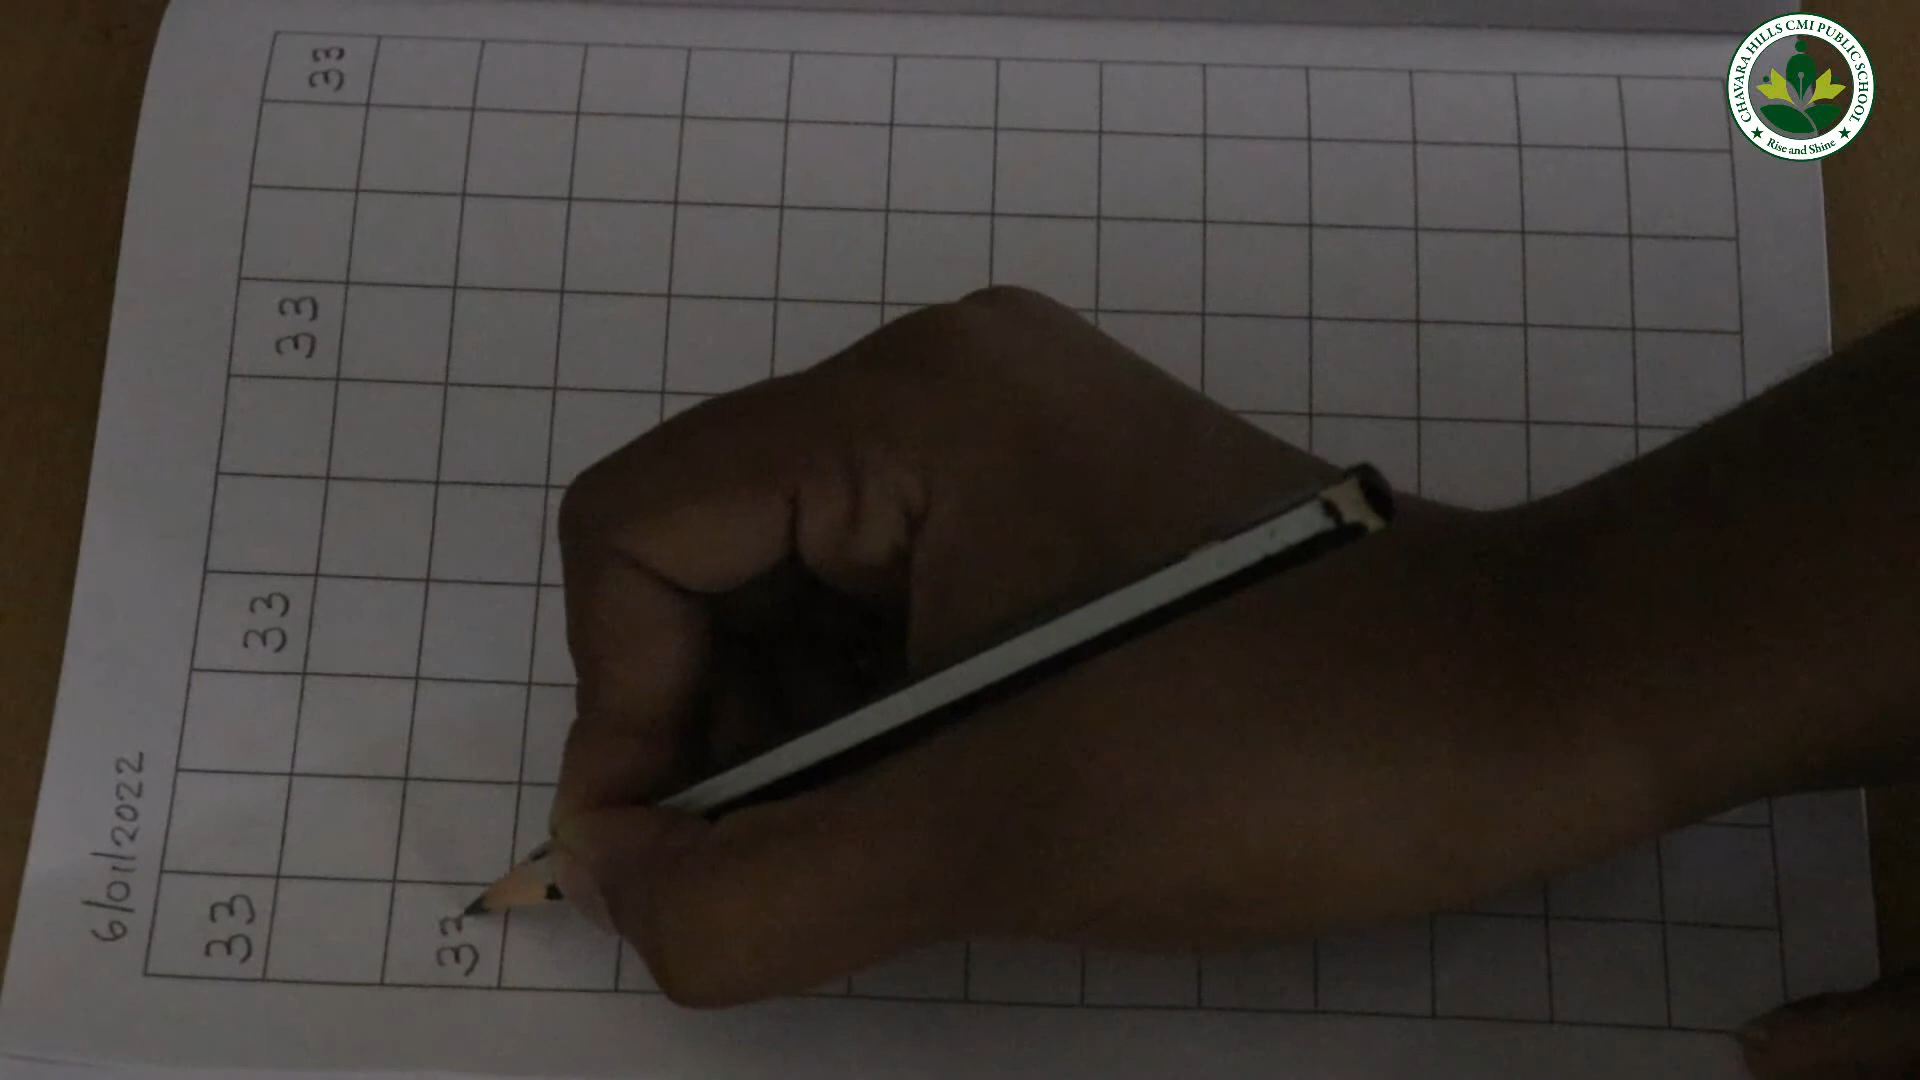 6/01/2022
33 33 33 33
33
CHAVARA HILLS CMI PUBLIC SCHOOL
Rise and Shine